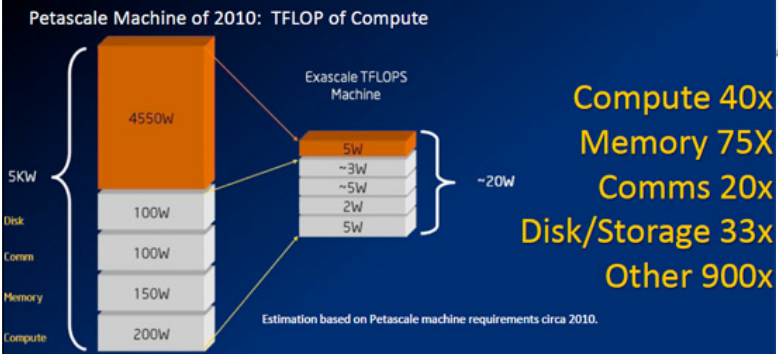 Petascale Machine of 2010: TFLOP of Compute
Exascale TFLOPS
Machine
4550W
5KW
Disk
100W
Comm
100W
Memory
150W
Compute
200W
5W
~3W
~5W
2W
5W
~20W
Compute 40x
Memory 75X
Comms 20x
Disk/Storage 33x
Other 900x
Estimation based on Petascale machine requirements circa 2010.